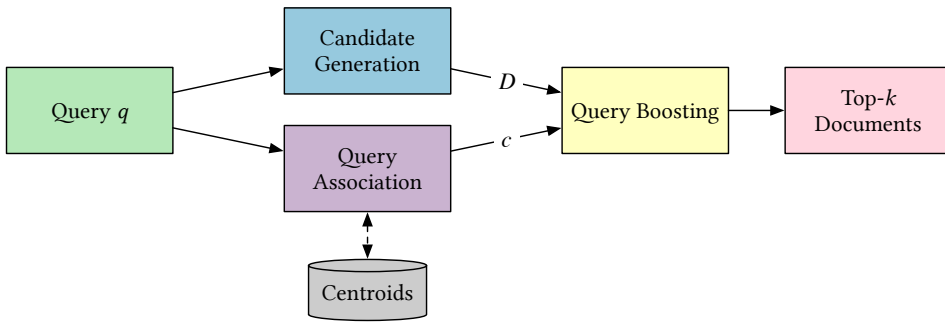 Candidate
Generation
Query q
D
Query Boosting
Top-k
Documents
Query
Association
c
Centroids